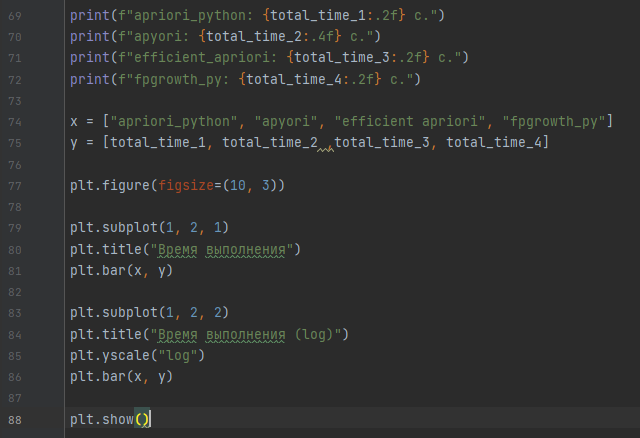 69 print(f"apriori_python: {total_time_1:.2f} c.")
70 print(f"apyori: {total_time_2:.4f} c.")
71 print(f"efficient_apriori: {total_time_3:.2f} c.")
72 print(f"fpgrowth_py: {total_time_4:.2f} c.")
73
74 x = ["apriori_python", "apyori", "efficient apriori", "fpgrowth_py"]
75 y = [total_time_1, total_time_2 ,total_time_3, total_time_4]
76
77 plt.figure(figsize=(10, 3))
78
79 plt.subplot(1, 2, 1)
80 plt.title("Время выполнения")
81 plt.bar(x, y)
82
83 plt.subplot(1, 2, 2)
84 plt.title("Время выполнения (log)")
85 plt.yscale("log")
86 plt.bar(x, y)
87
88 plt.show()